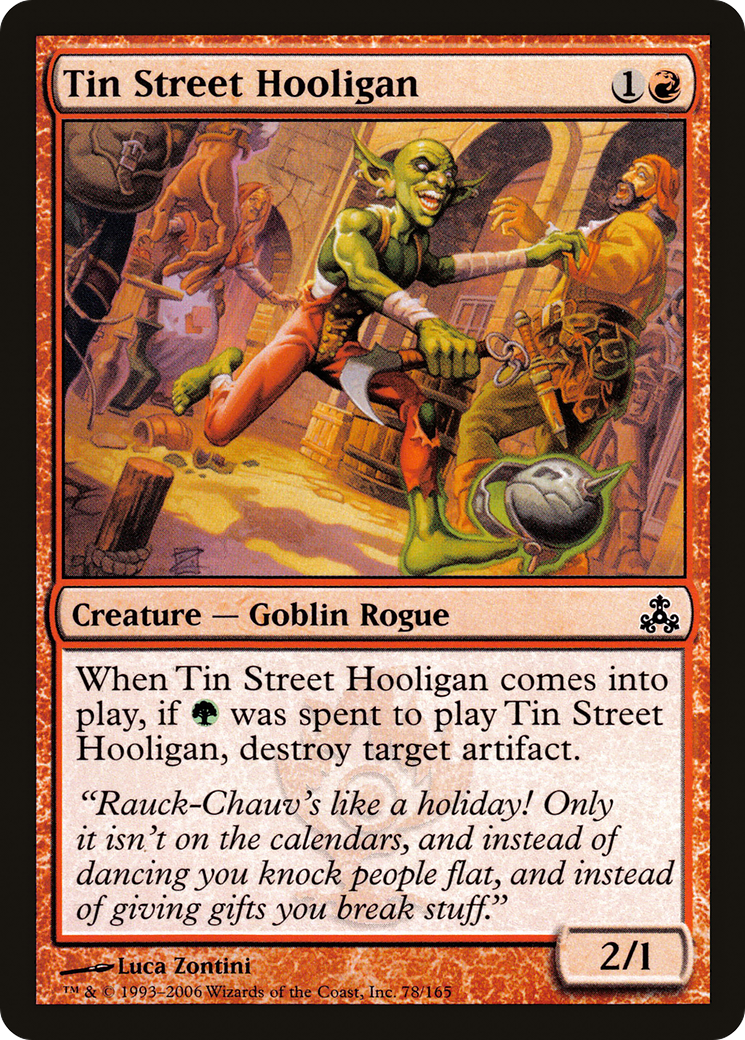 Tin Street Hooligan 1
Creature — Goblin Rogue
When Tin Street Hooligan comes into
play, if was spent to play Tin Street
Hooligan, destroy target artifact.
“Rauck-Chauv’s like a holiday! Only
it isn’t on the calendars, and instead of
dancing you knock people flat, and instead
of giving gifts you break stuff.”
2/1
Luca Zontini
™ & © 1993–2006 Wizards of the Coast, Inc. 78/165